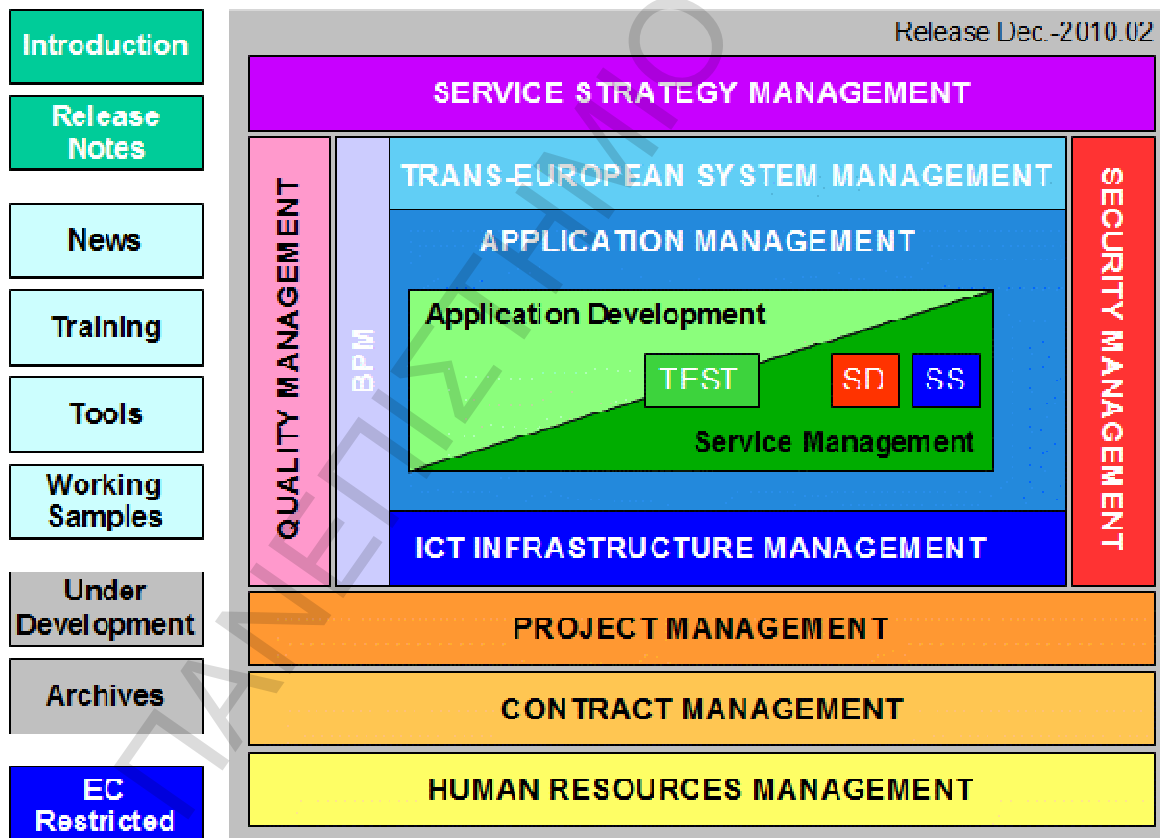 Introduction
Release
Notes
News
Training
Tools
Working
Samples
Under
Development
Archives
EC
Restricted
Release Dec.-2010.02
SERVICE STRATEGY MANAGEMENT
QUALITY MANAGEMENT
BPM
TRANS-EUROPEAN SYSTEM MANAGEMENT
APPLICATION MANAGEMENT
Application Development
TEST
SD
SS
Service Management
ICT INFRASTRUCTURE MANAGEMENT
SECURITY MANAGEMENT
PROJECT MANAGEMENT
CONTRACT MANAGEMENT
HUMAN RESOURCES MANAGEMENT
ΠΑΝΕΠΙΣΤΗΜΙΟ